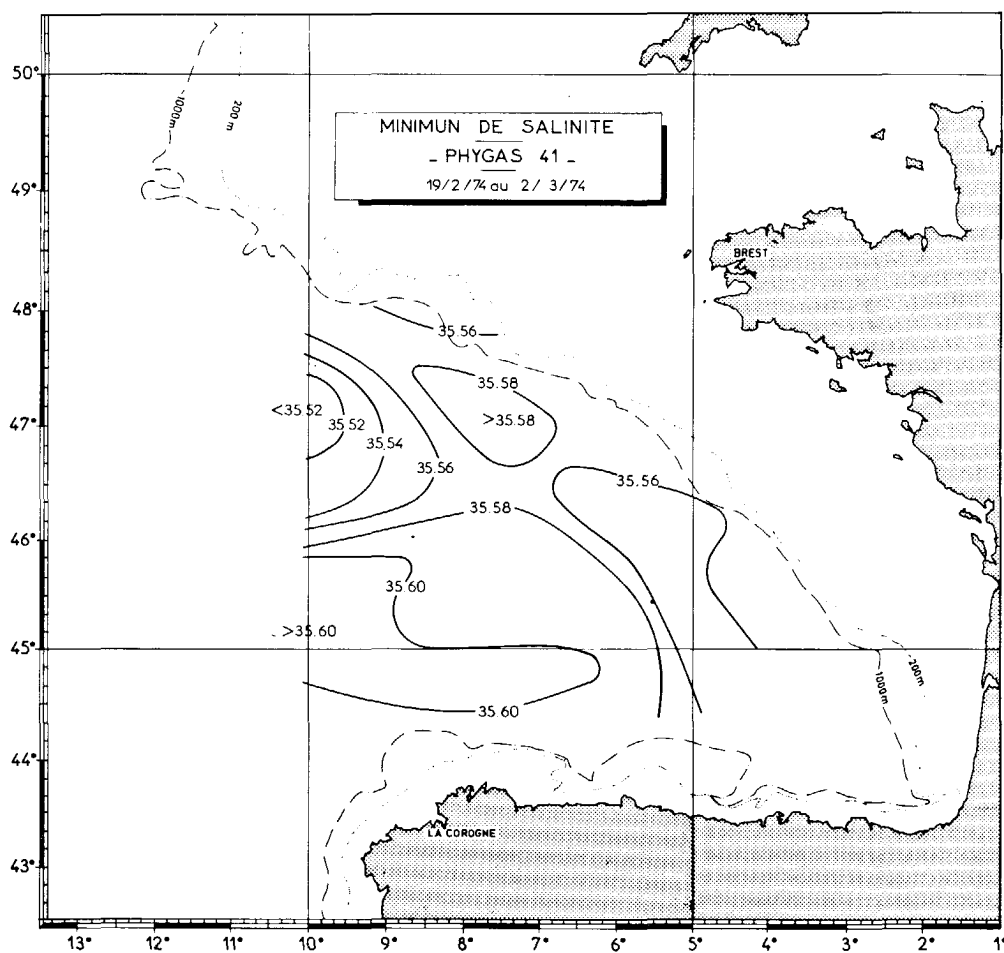 50°
49°
48°
47°
46°
45°
44°
43°
1000m
200 m
MINIMUN DE SALINITE
_ PHYGAS 41 _
19/2/74 au 2/ 3/74
BREST
35.56
35.58
>35.58
<35.52
35.52
35.54
35.56
35.56
35.58
35.60
>35.60
35.60
200m
1000m
LA COROGNE
13° 12° 11° 10° 9° 8° 7° 6° 5° 4° 3° 2° 1°